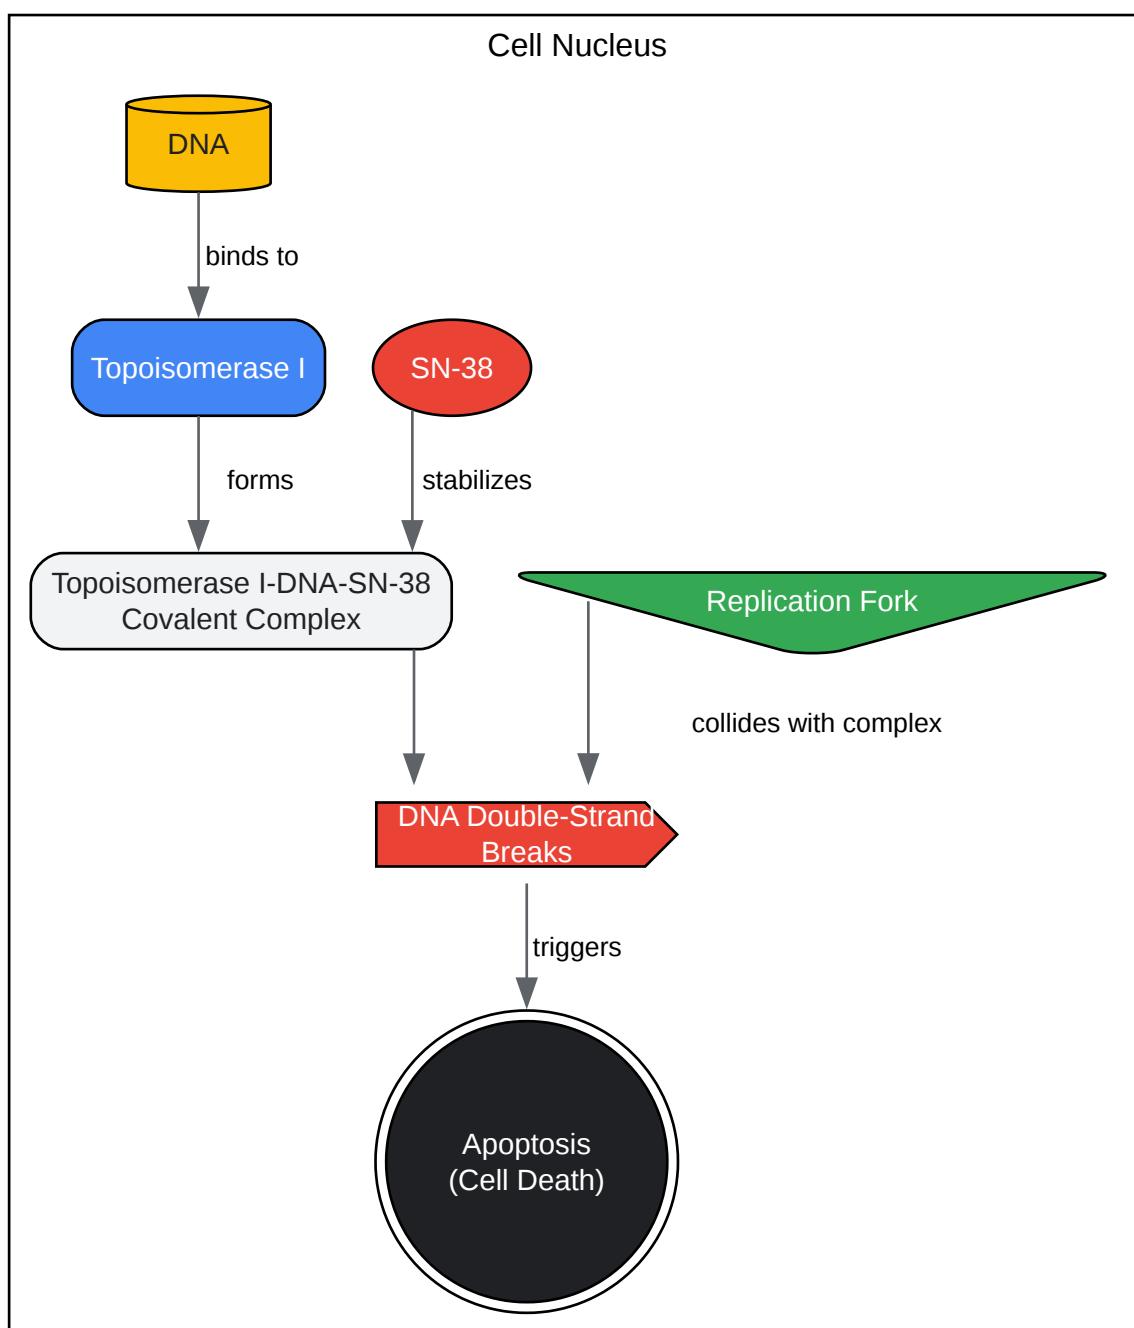 Cell Nucleus
DNA
binds to
Topoisomerase I
SN-38
forms
stabilizes
Topoisomerase I-DNA-SN-38
Covalent Complex
Replication Fork
collides with complex
DNA Double-Strand
Breaks
triggers
Apoptosis
(Cell Death)